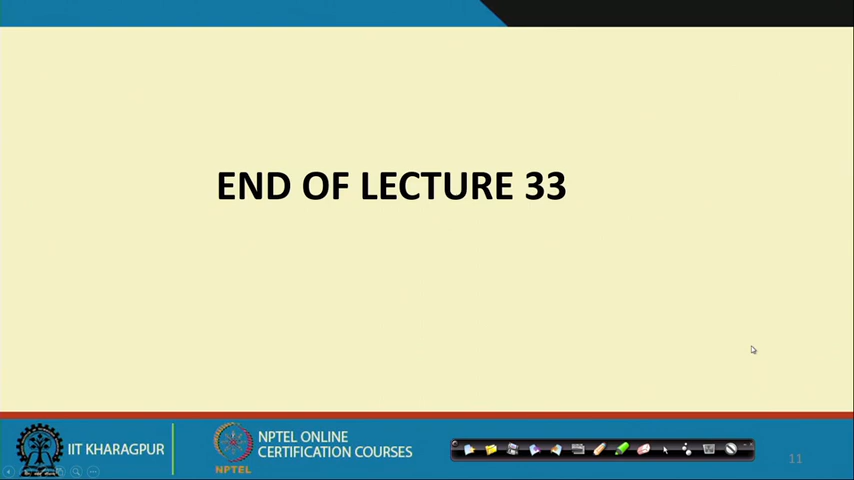 END OF LECTURE 33
IIT KHARAGPUR
NPTEL
NPTEL ONLINE
CERTIFICATION COURSES
11